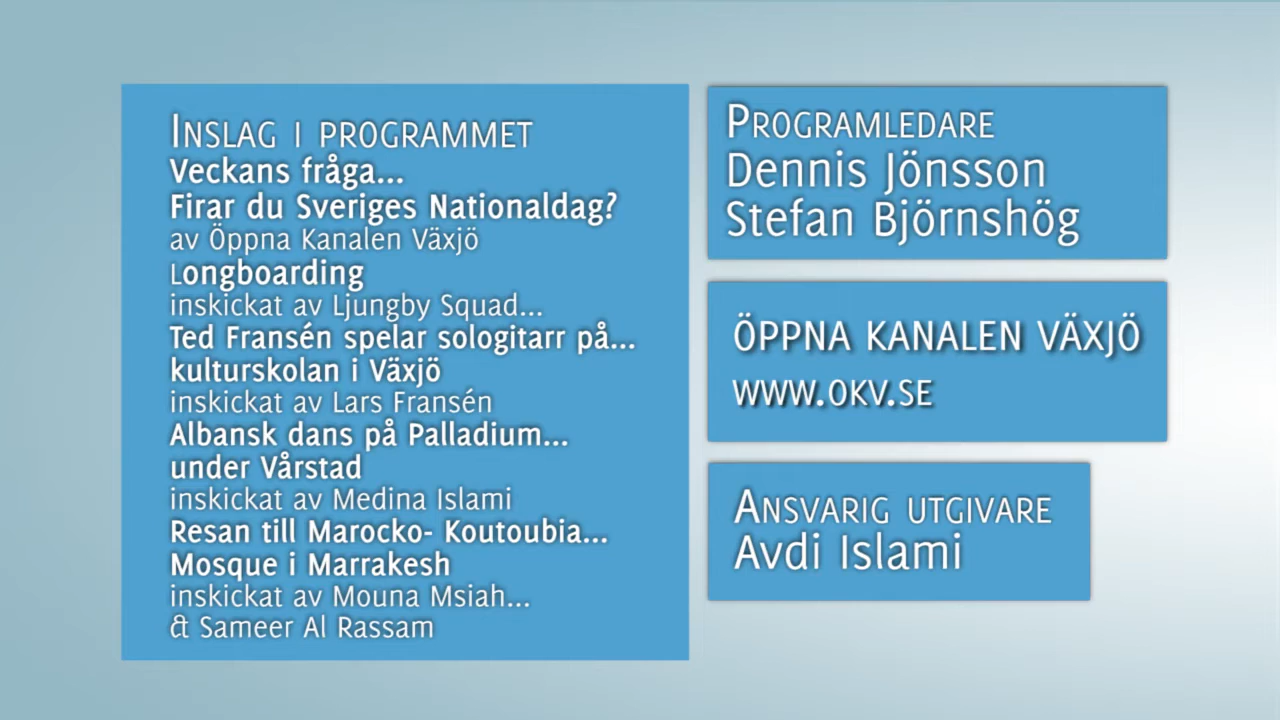 INSLAG I PROGRAMMET
Veckans fråga...
Firar du Sveriges Nationaldag?
av Öppna Kanalen Växjö
Longboarding
inskickat av Ljungby Squad...
Ted Fransén spelar sologitarr på...
kulturskolan i Växjö
inskickat av Lars Fransén
Albansk dans på Palladium...
under Vårstad
inskickat av Medina Islami
Resan till Marocko- Koutoubia...
Mosque i Marrakesh
inskickat av Mouna Msiah...
& Sameer Al Rassam
PROGRAMLEDARE
Dennis Jönsson
Stefan Björnshög
ÖPPNA KANALEN VÄXJÖ
WWW.OKV.SE
ANSVARIG UTGIVARE
Avdi Islami